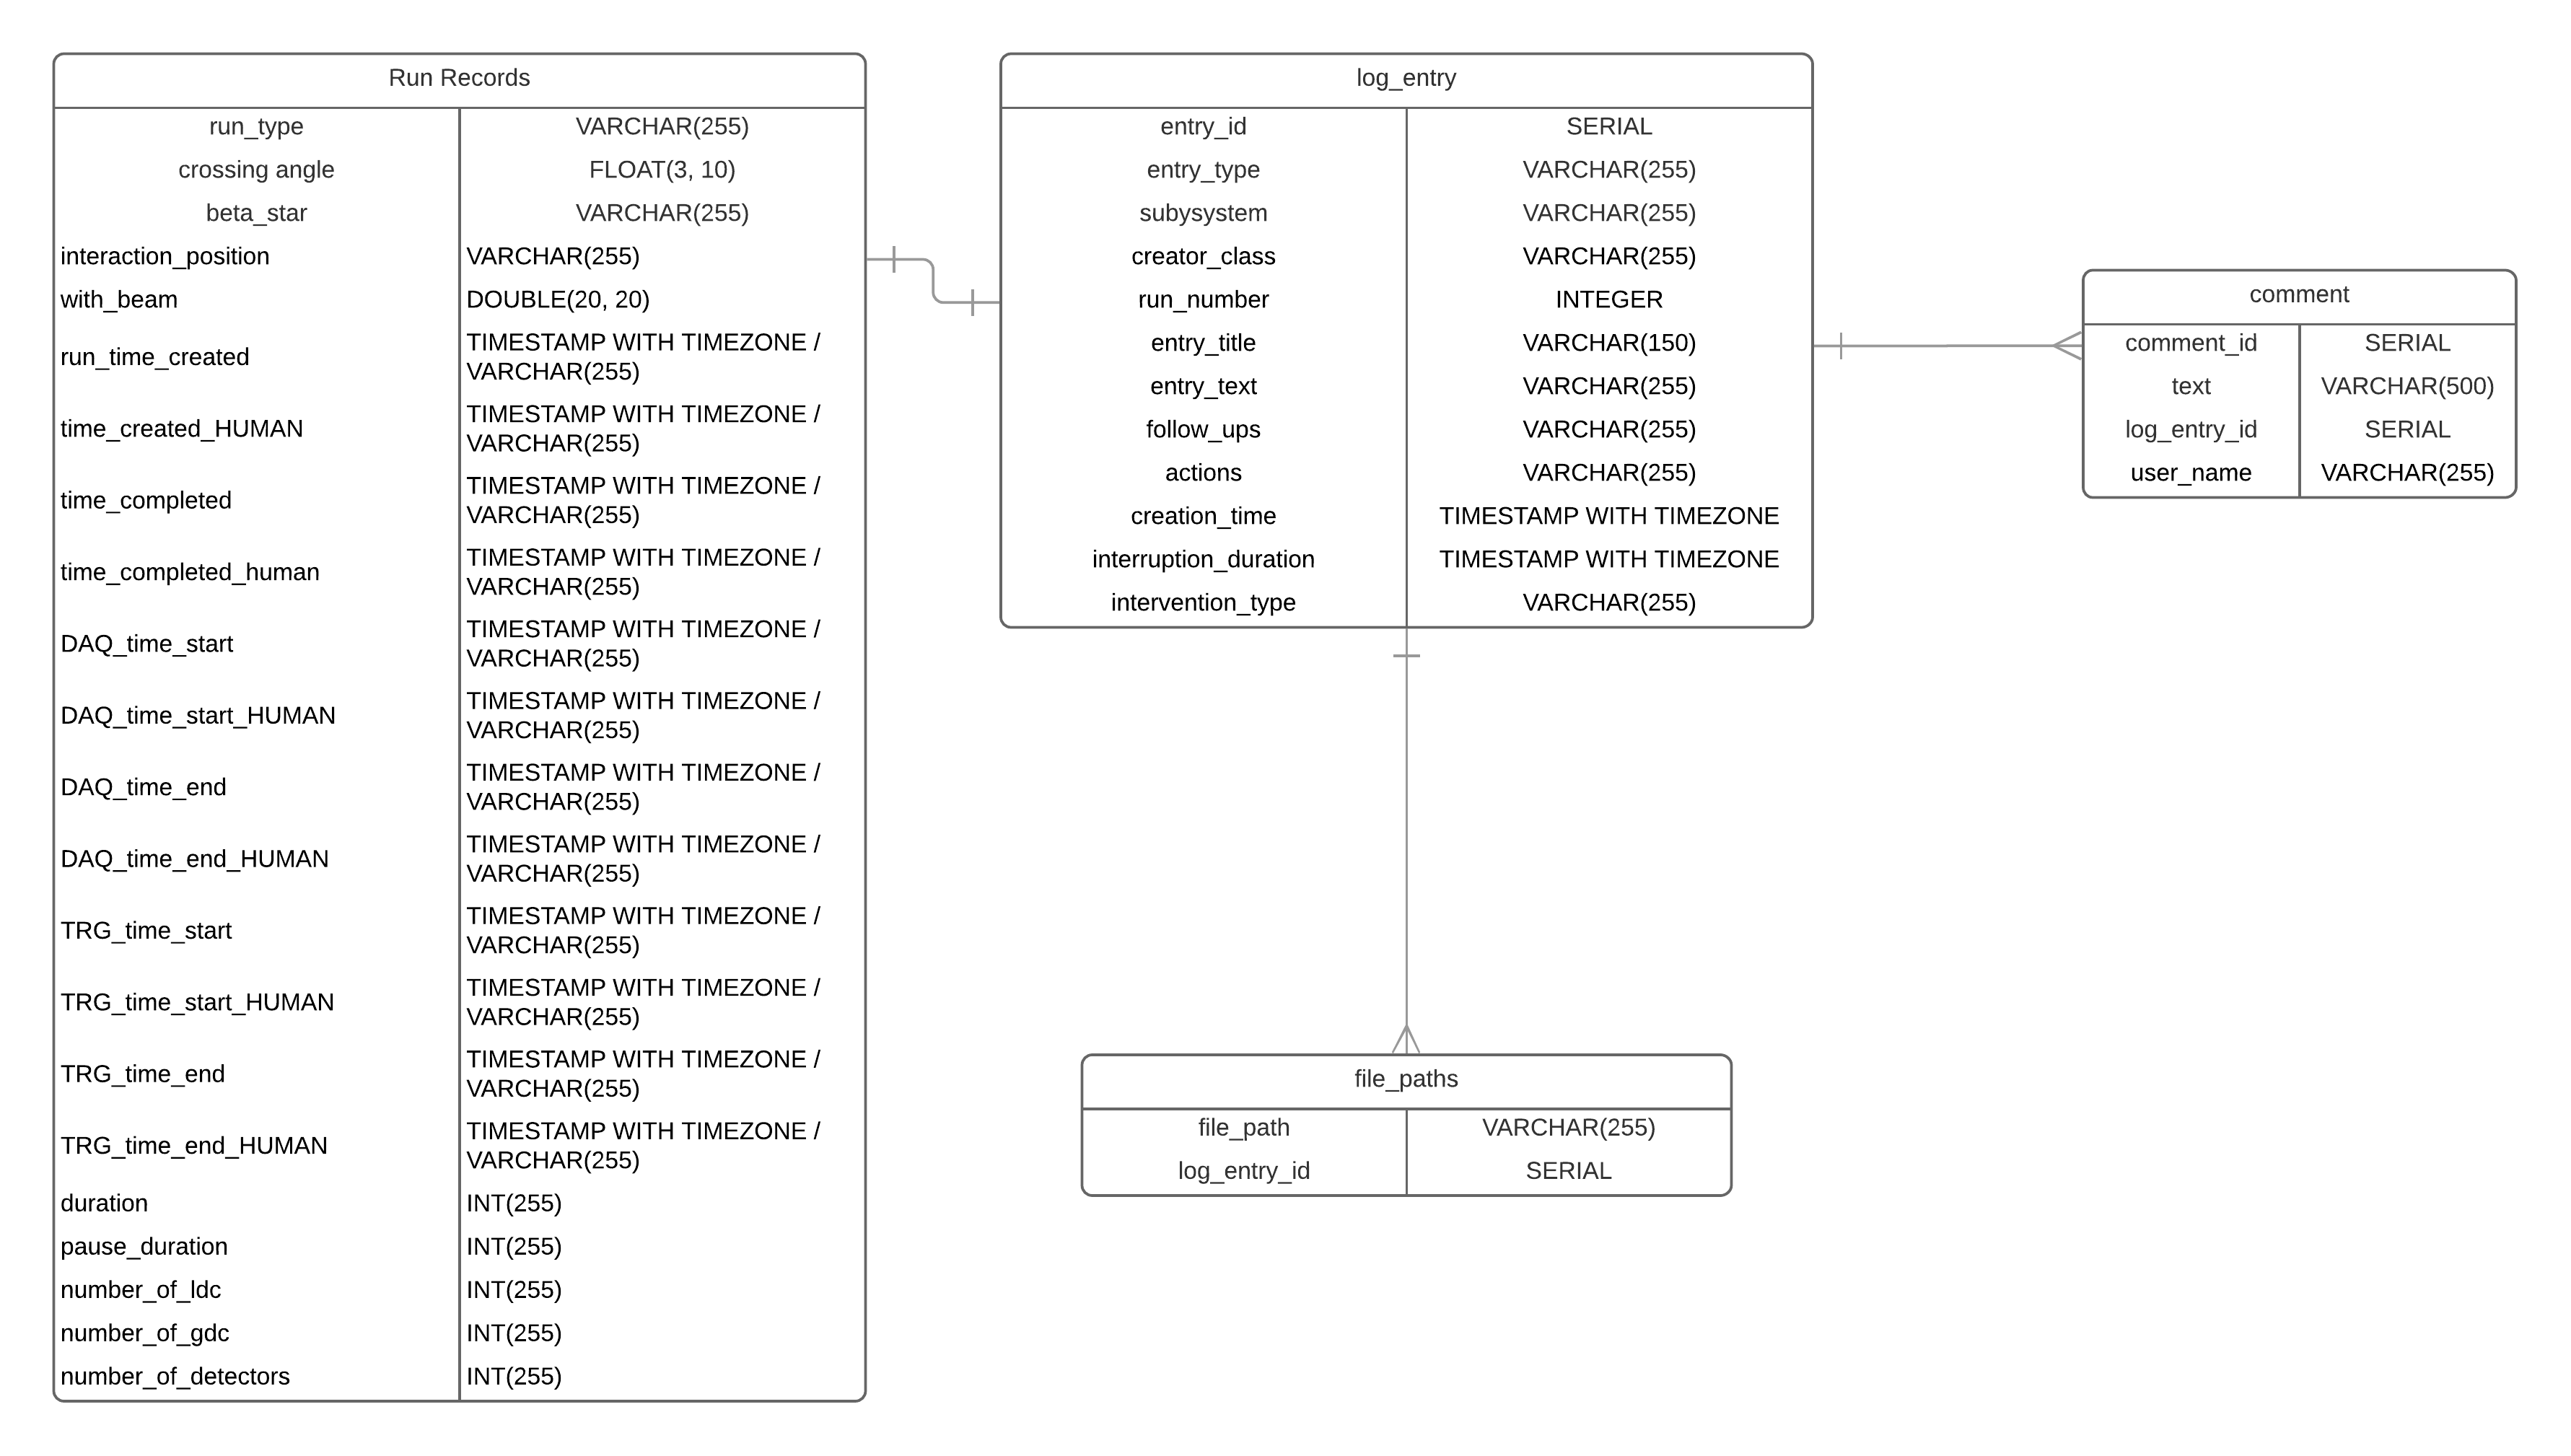 Run Records
run_type VARCHAR(255)
crossing angle FLOAT(3, 10)
beta_star VARCHAR(255)
interaction_position VARCHAR(255)
with_beam DOUBLE(20, 20)
run_time_created TIMESTAMP WITH TIMEZONE /
VARCHAR(255)
time_created_HUMAN TIMESTAMP WITH TIMEZONE /
VARCHAR(255)
time_completed TIMESTAMP WITH TIMEZONE /
VARCHAR(255)
time_completed_human TIMESTAMP WITH TIMEZONE /
VARCHAR(255)
DAQ_time_start TIMESTAMP WITH TIMEZONE /
VARCHAR(255)
DAQ_time_start_HUMAN TIMESTAMP WITH TIMEZONE /
VARCHAR(255)
DAQ_time_end TIMESTAMP WITH TIMEZONE /
VARCHAR(255)
DAQ_time_end_HUMAN TIMESTAMP WITH TIMEZONE /
VARCHAR(255)
TRG_time_start TIMESTAMP WITH TIMEZONE /
VARCHAR(255)
TRG_time_start_HUMAN TIMESTAMP WITH TIMEZONE /
VARCHAR(255)
TRG_time_end TIMESTAMP WITH TIMEZONE /
VARCHAR(255)
TRG_time_end_HUMAN TIMESTAMP WITH TIMEZONE /
VARCHAR(255)
duration INT(255)
pause_duration INT(255)
number_of_ldc INT(255)
number_of_gdc INT(255)
number_of_detectors INT(255)
log_entry
entry_id SERIAL
entry_type VARCHAR(255)
subysystem VARCHAR(255)
creator_class VARCHAR(255)
run_number INTEGER
entry_title VARCHAR(150)
entry_text VARCHAR(255)
follow_ups VARCHAR(255)
actions VARCHAR(255)
creation_time TIMESTAMP WITH TIMEZONE
interruption_duration TIMESTAMP WITH TIMEZONE
intervention_type VARCHAR(255)
comment
comment_id SERIAL
text VARCHAR(500)
log_entry_id SERIAL
user_name VARCHAR(255)
file_paths
file_path VARCHAR(255)
log_entry_id SERIAL